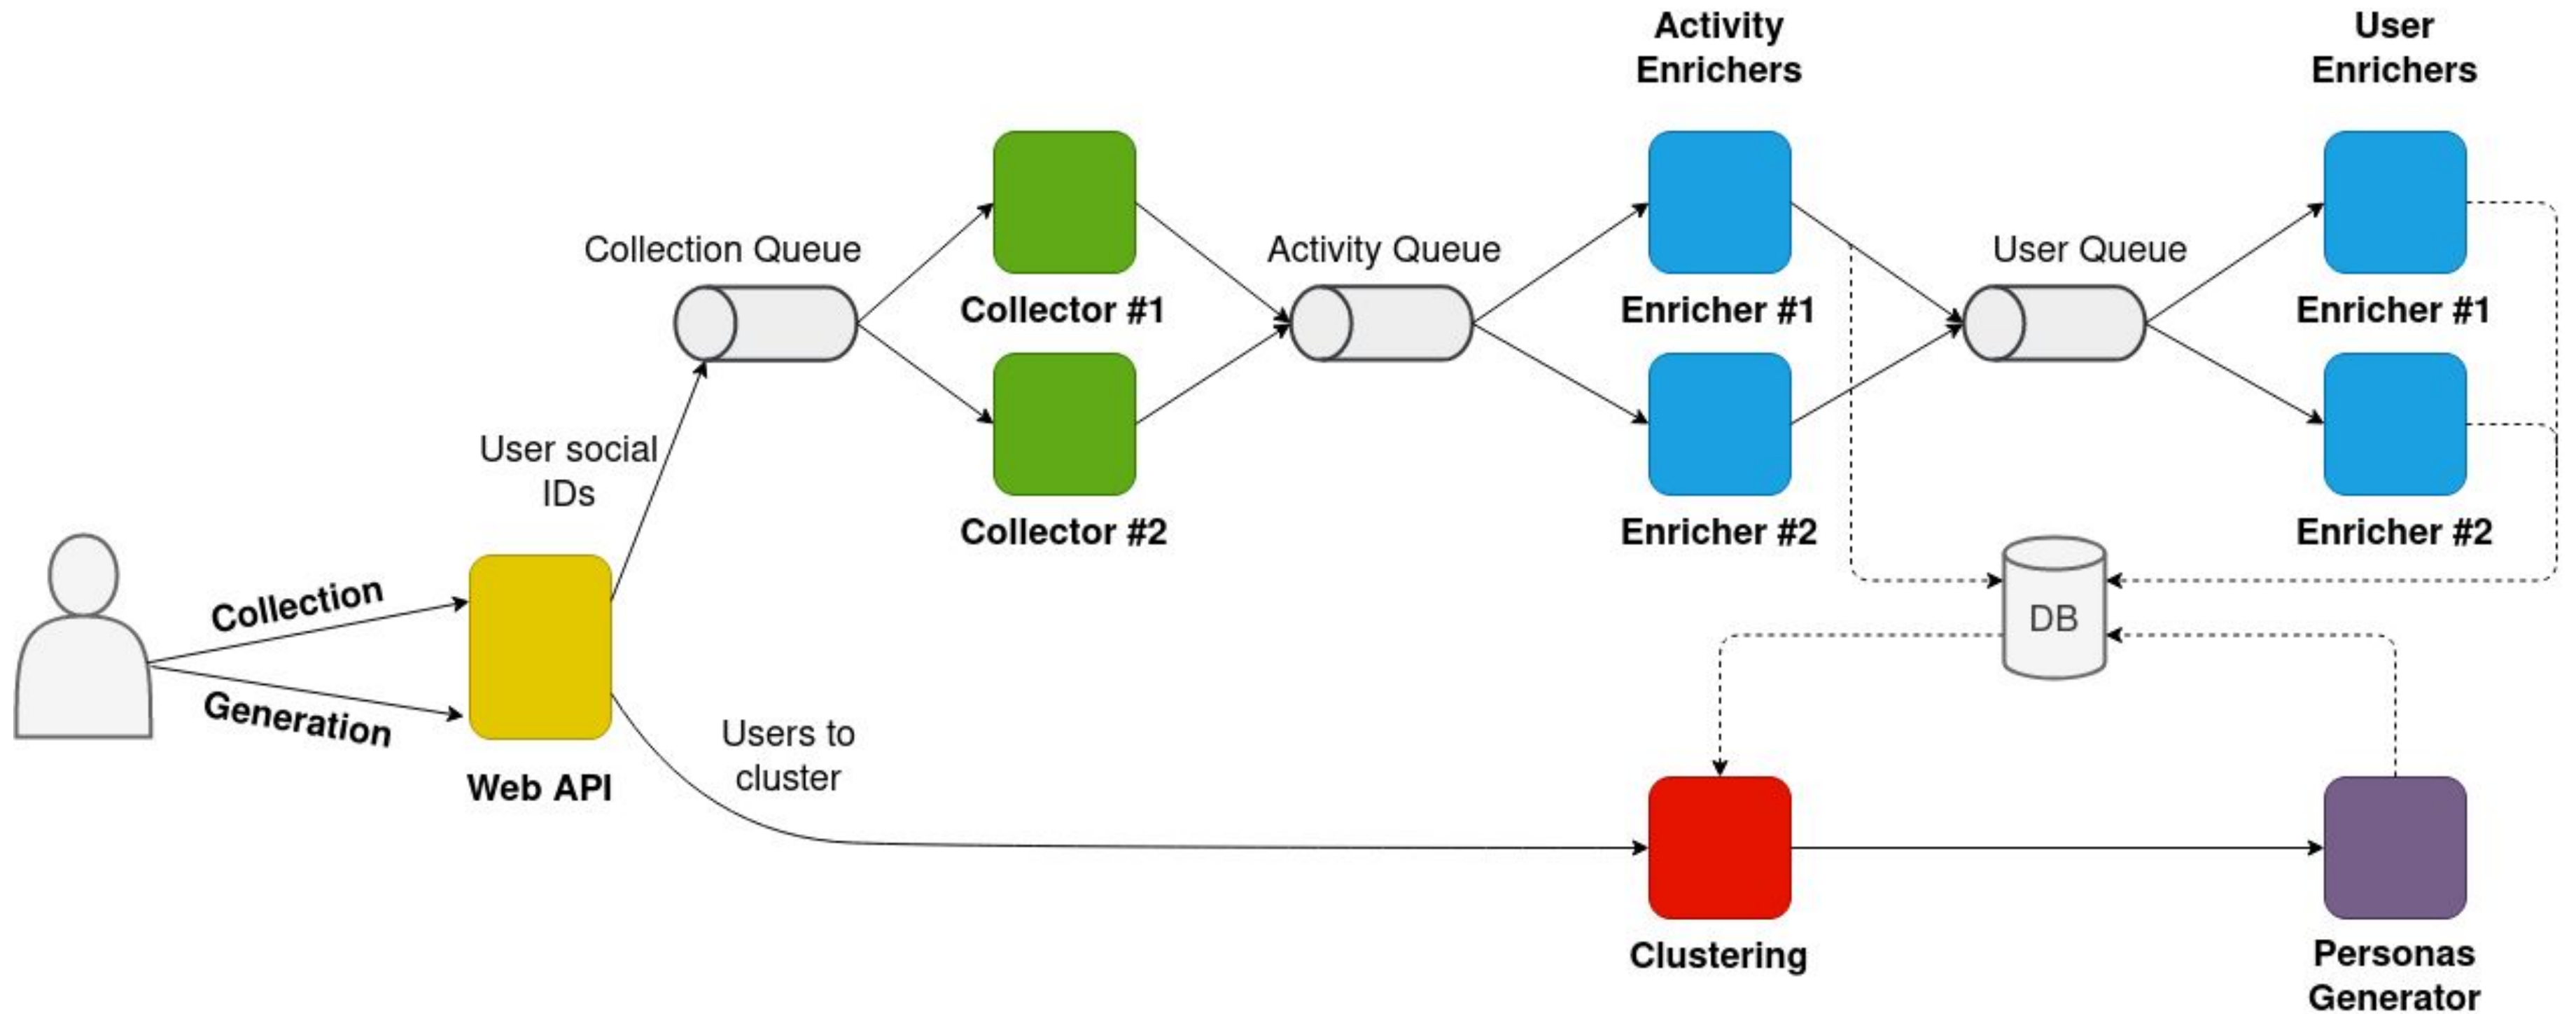 Activity
Enrichers
User
Enrichers
Collection Queue
Activity Queue
User Queue
Collector #1
Enricher #1
Enricher #1
User social
IDs
Collector #2
Enricher #2
Enricher #2
Collection
DB
Generation
Users to
cluster
Web API
Clustering
Personas
Generator